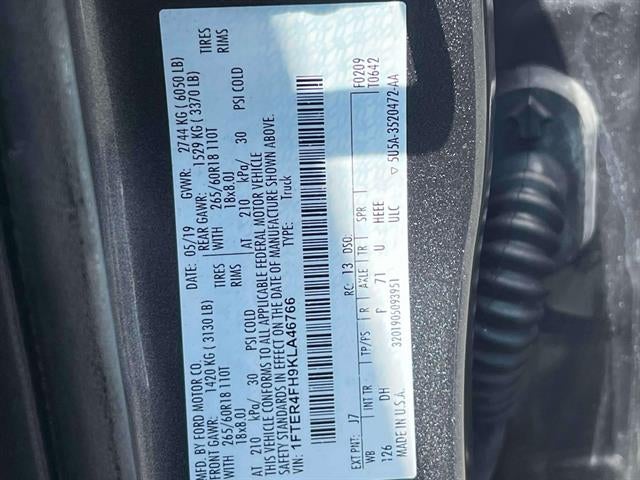 MFD. BY FORD MOTOR CO.
DATE: 05/19 GVWR: 2744 KG ( 6050 LB)
FRONT GAWR: 1420 KG ( 3130 LB) REAR GAWR: 1529 KG ( 3370 LB)
WITH 265/60R18 110T TIRES WITH 265/60R18 110T TIRES
18x8.0J RIMS 18x8.0J RIMS
AT 210 kPa/ 30 PSI COLD AT 210 kPa/ 30 PSI COLD
THIS VEHICLE CONFORMS TO ALL APPLICABLE FEDERAL MOTOR VEHICLE
SAFETY STANDARDS IN EFFECT ON THE DATE OF MANUFACTURE SHOWN ABOVE.
VIN: 1FTER4FH9KLA46766
TYPE: Truck
F0209
T0642
EXT PNT: J7 RC: 13 DSO:
WB INT TR TP/PS R AXLE TR SPR
126 DH P 71 U HEEE
MADE IN U.S.A. 3201905093951 ULC
▽ 5U5A-3520472-AA